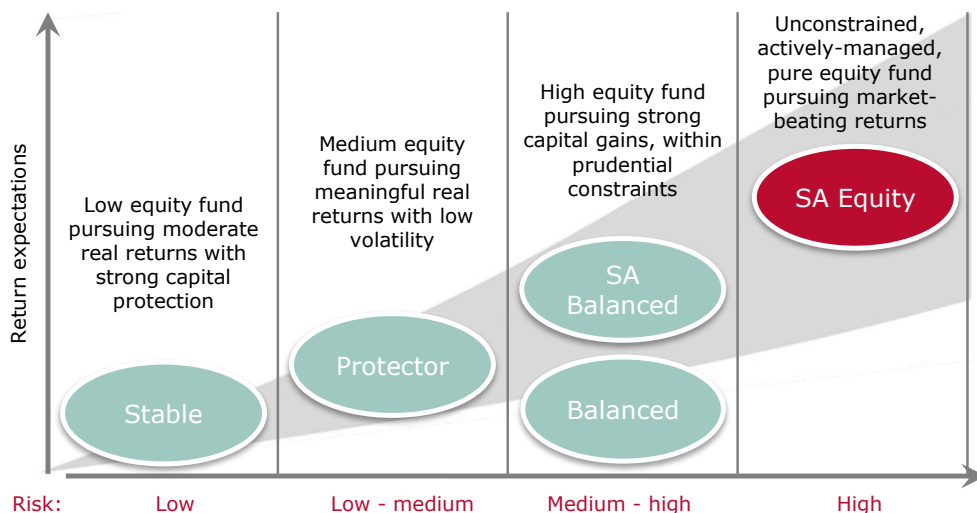 Return expectations
Low equity fund
pursuing moderate
real returns with
strong capital
protection
Stable
Medium equity
fund pursuing
meaningful real
returns with low
volatility
Protector
High equity fund
pursuing strong
capital gains, within
prudential
constraints
SA
Balanced
Balanced
Unconstrained,
actively-managed,
pure equity fund
pursuing market-
beating returns
SA Equity
Risk:
Low
Low - medium
Medium - high
High